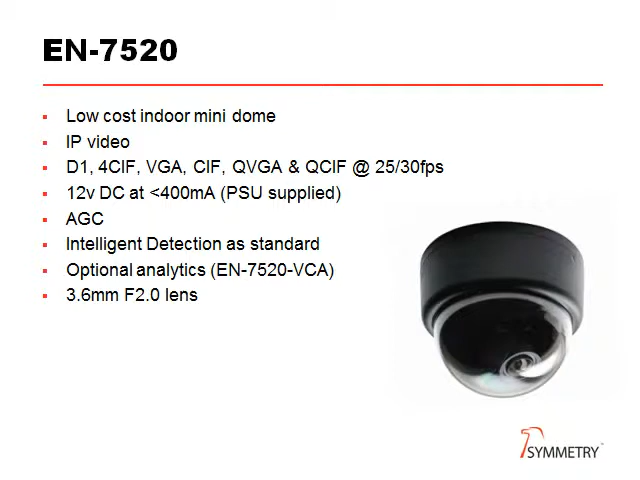 EN-7520
Low cost indoor mini dome
IP video
D1, 4CIF, VGA, CIF, QVGA & QCIF @ 25/30fps
12v DC at <400mA (PSU supplied)
AGC
Intelligent Detection as standard
Optional analytics (EN-7520-VCA)
3.6mm F2.0 lens
SYMMETRY™